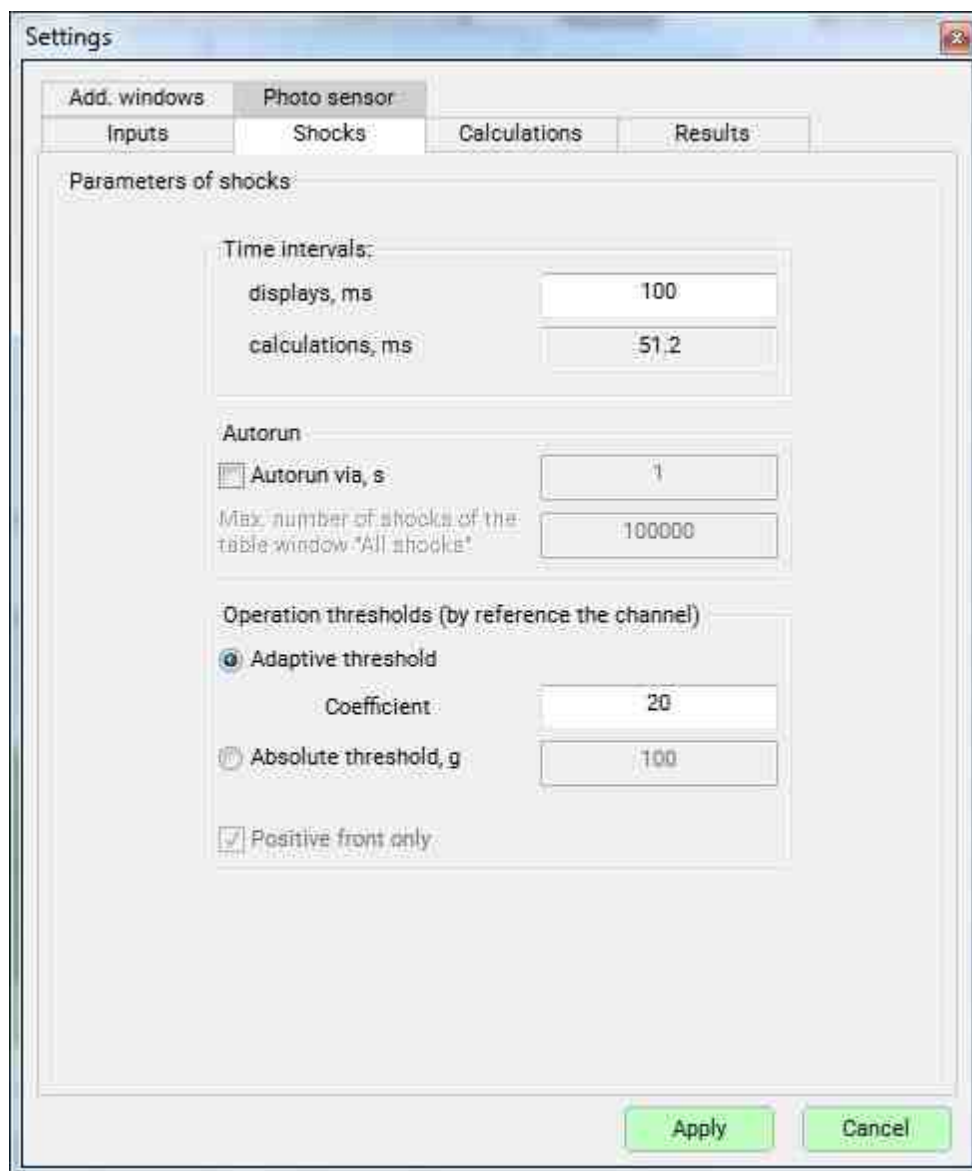 Settings
Add. windows Photo sensor
Inputs Shocks Calculations Results
Parameters of shocks
Time intervals:
displays, ms 100
calculations, ms 51.2
Autorun
Autorun via, s 1
Max. number of shocks of the
table window "All shocks" 100000
Operation thresholds (by reference the channel)
Adaptive threshold
Coefficient 20
Absolute threshold, g 100
Positive front only
Apply Cancel